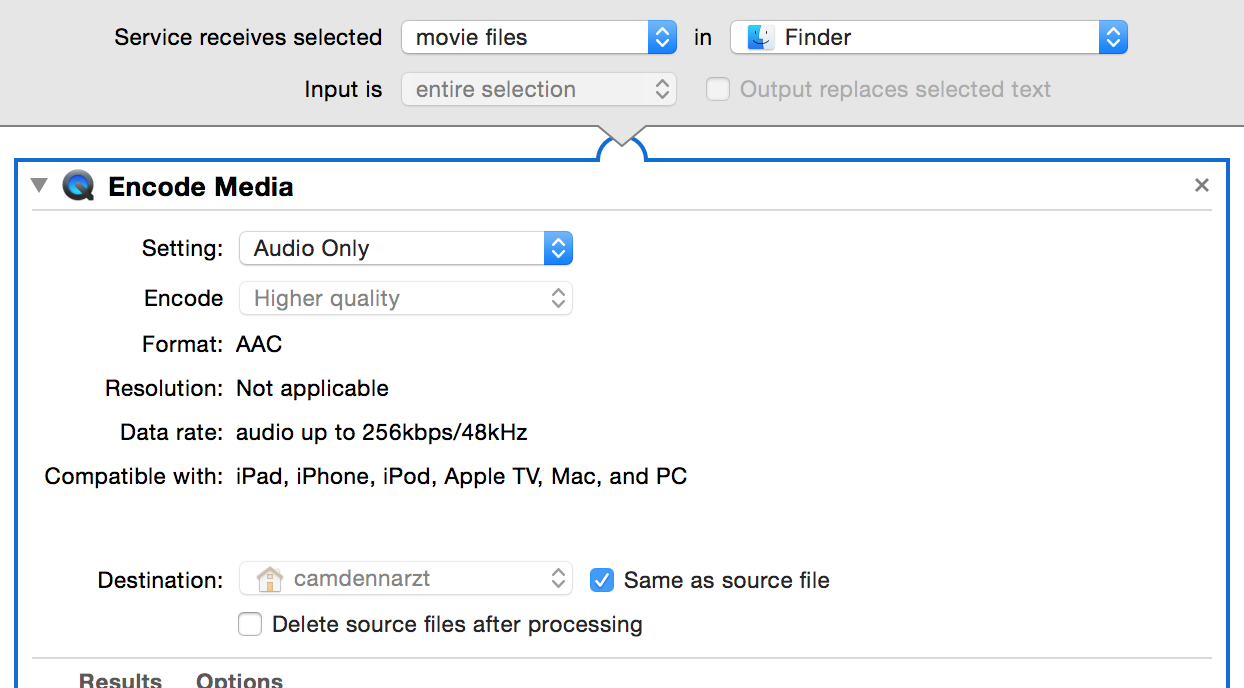 Service receives selected movie files in Finder
Input is entire selection Output replaces selected text
Encode Media
Setting: Audio Only
Encode Higher quality
Format: AAC
Resolution: Not applicable
Data rate: audio up to 256kbps/48kHz
Compatible with: iPad, iPhone, iPod, Apple TV, Mac, and PC
Destination: camdennarzt Same as source file
Delete source files after processing
Results Options